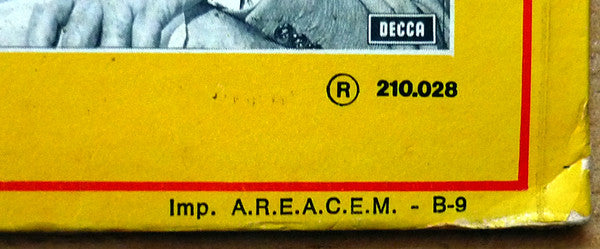 DECCA
Ⓡ 210.028
Imp. A.R.E.A.C.E.M. - B-9